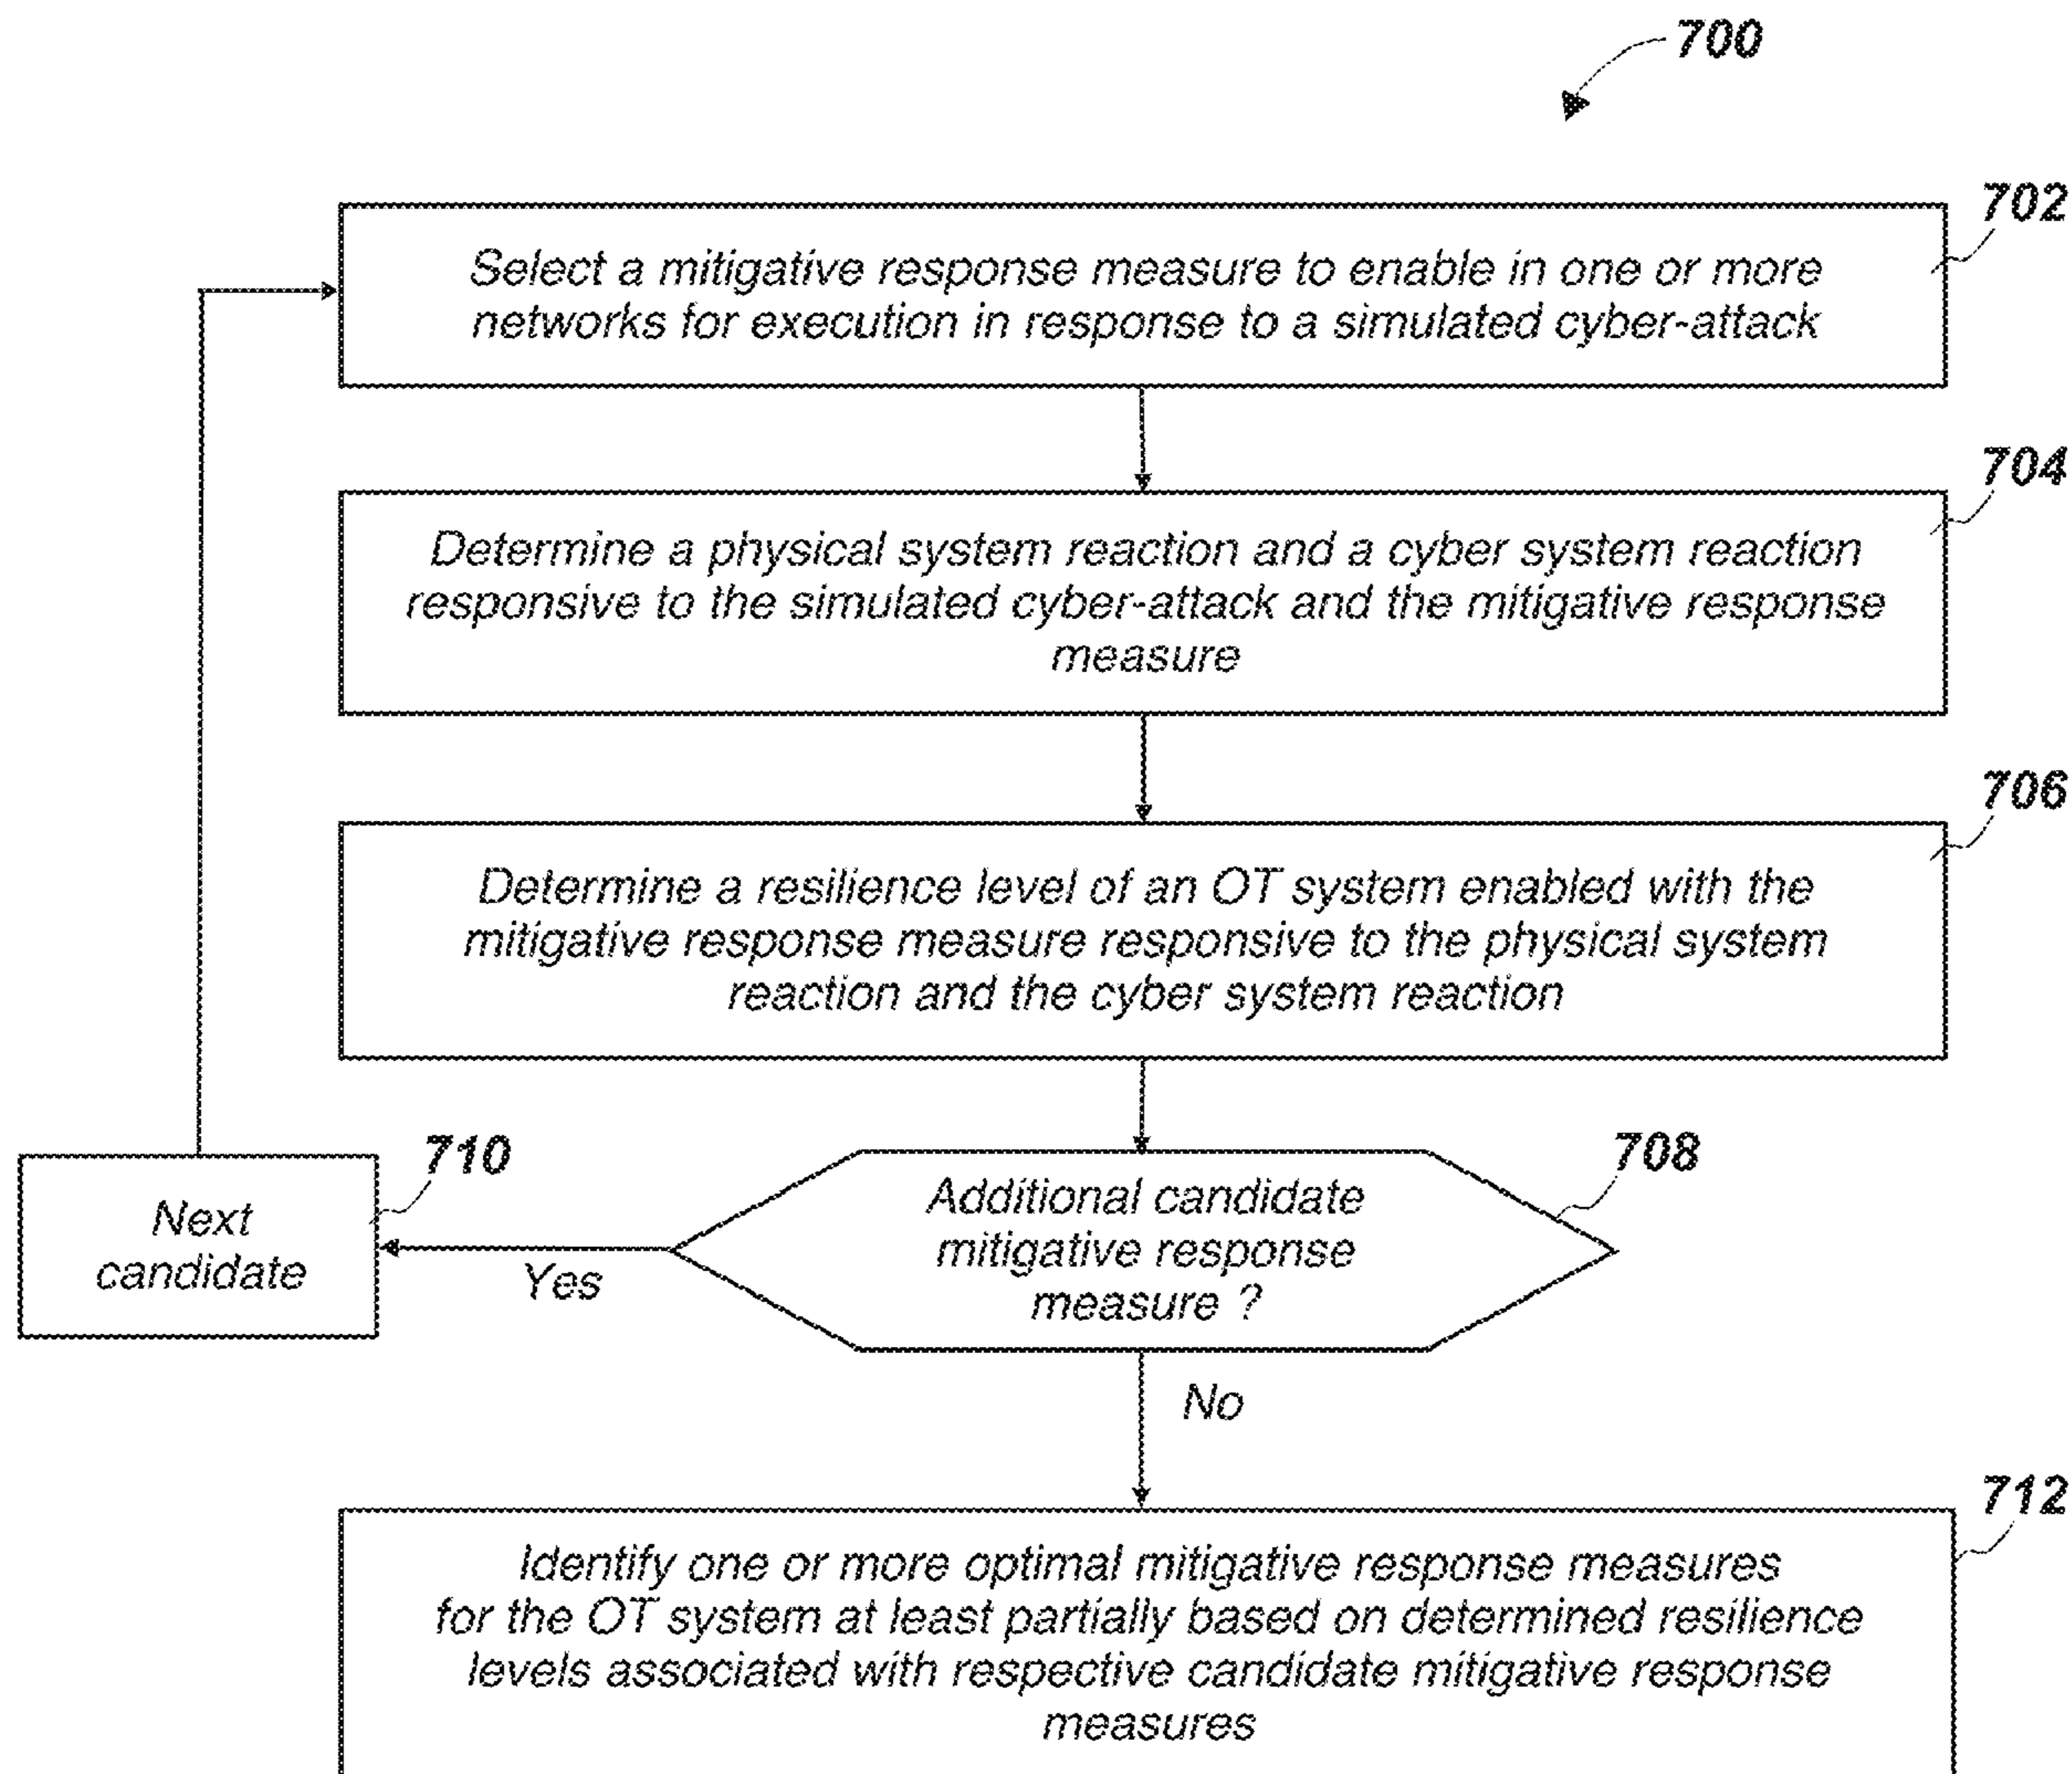 700
702
Select a mitigative response measure to enable in one or more
networks for execution in response to a simulated cyber-attack
704
Determine a physical system reaction and a cyber system reaction
responsive to the simulated cyber-attack and the mitigative response
measure
706
Determine a resilience level of an OT system enabled with the
mitigative response measure responsive to the physical system
reaction and the cyber system reaction
710
Next
candidate
Yes
708
Additional candidate
mitigative response
measure ?
No
712
Identify one or more optimal mitigative response measures
for the OT system at least partially based on determined resilience
levels associated with respective candidate mitigative response
measures